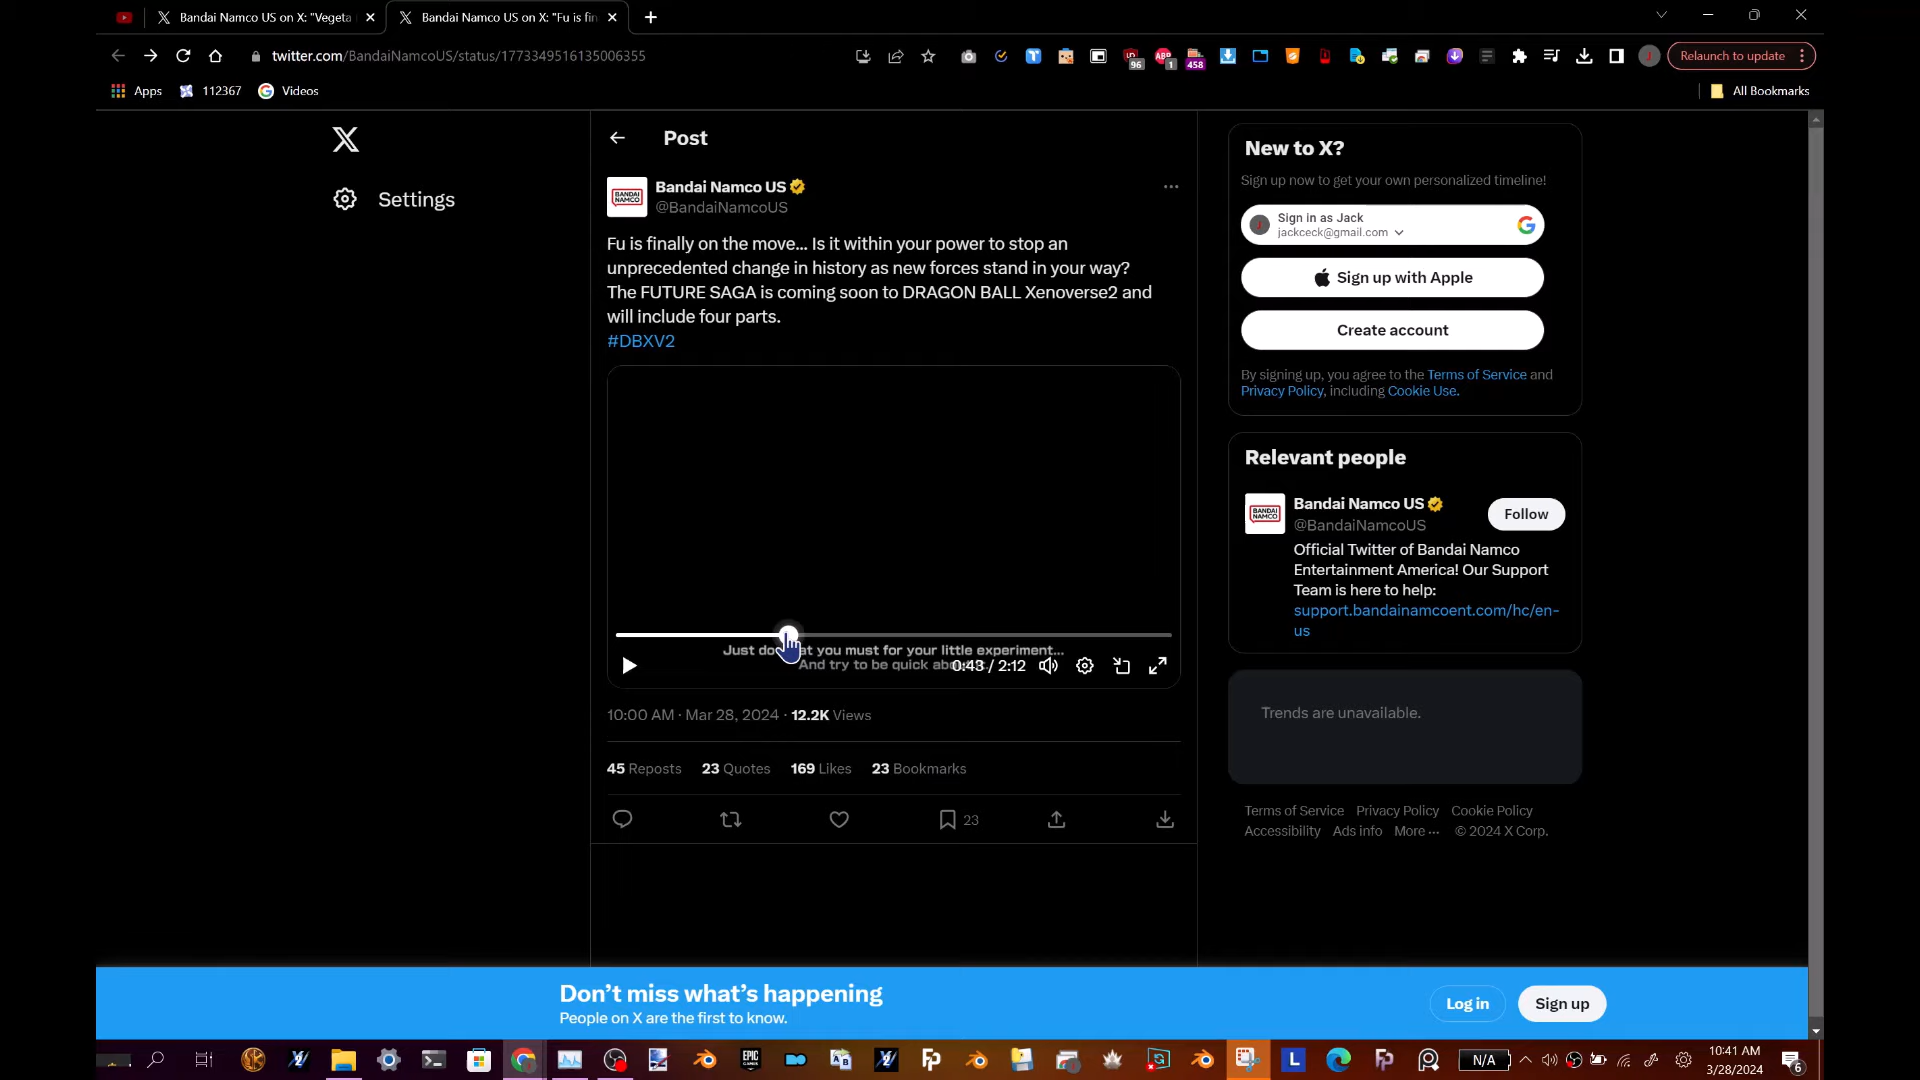 Bandai Namco US on X: "Vegeta
Bandai Namco US on X: "Fu is fin
twitter.com/BandaiNamcoUS/status/1773349516135006355
96
ABP
1
458
Relaunch to update
Apps
112367
Videos
All Bookmarks
Settings
Post
BANDAI NAMCO
Bandai Namco US
@BandaiNamcoUS
Fu is finally on the move... Is it within your power to stop an
unprecedented change in history as new forces stand in your way?
The FUTURE SAGA is coming soon to DRAGON BALL Xenoverse2 and
will include four parts.
#DBXV2
Just do at you must for your little experiment...
And try to be quick
0:43 / 2:12
10:00 AM · Mar 28, 2024 · 12.2K Views
45 Reposts 23 Quotes 169 Likes 23 Bookmarks
23
New to X?
Sign up now to get your own personalized timeline!
Sign in as Jack
jackceck@gmail.com
Sign up with Apple
Create account
By signing up, you agree to the Terms of Service and
Privacy Policy, including Cookie Use.
Relevant people
BANDAI NAMCO
Bandai Namco US
@BandaiNamcoUS
Follow
Official Twitter of Bandai Namco
Entertainment America! Our Support
Team is here to help:
support.bandainamcoent.com/hc/en-
us
Trends are unavailable.
Terms of Service Privacy Policy Cookie Policy
Accessibility Ads info More ··· © 2024 X Corp.
Don't miss what's happening
People on X are the first to know.
Log in
Sign up
N/A
10:41 AM
3/28/2024
6